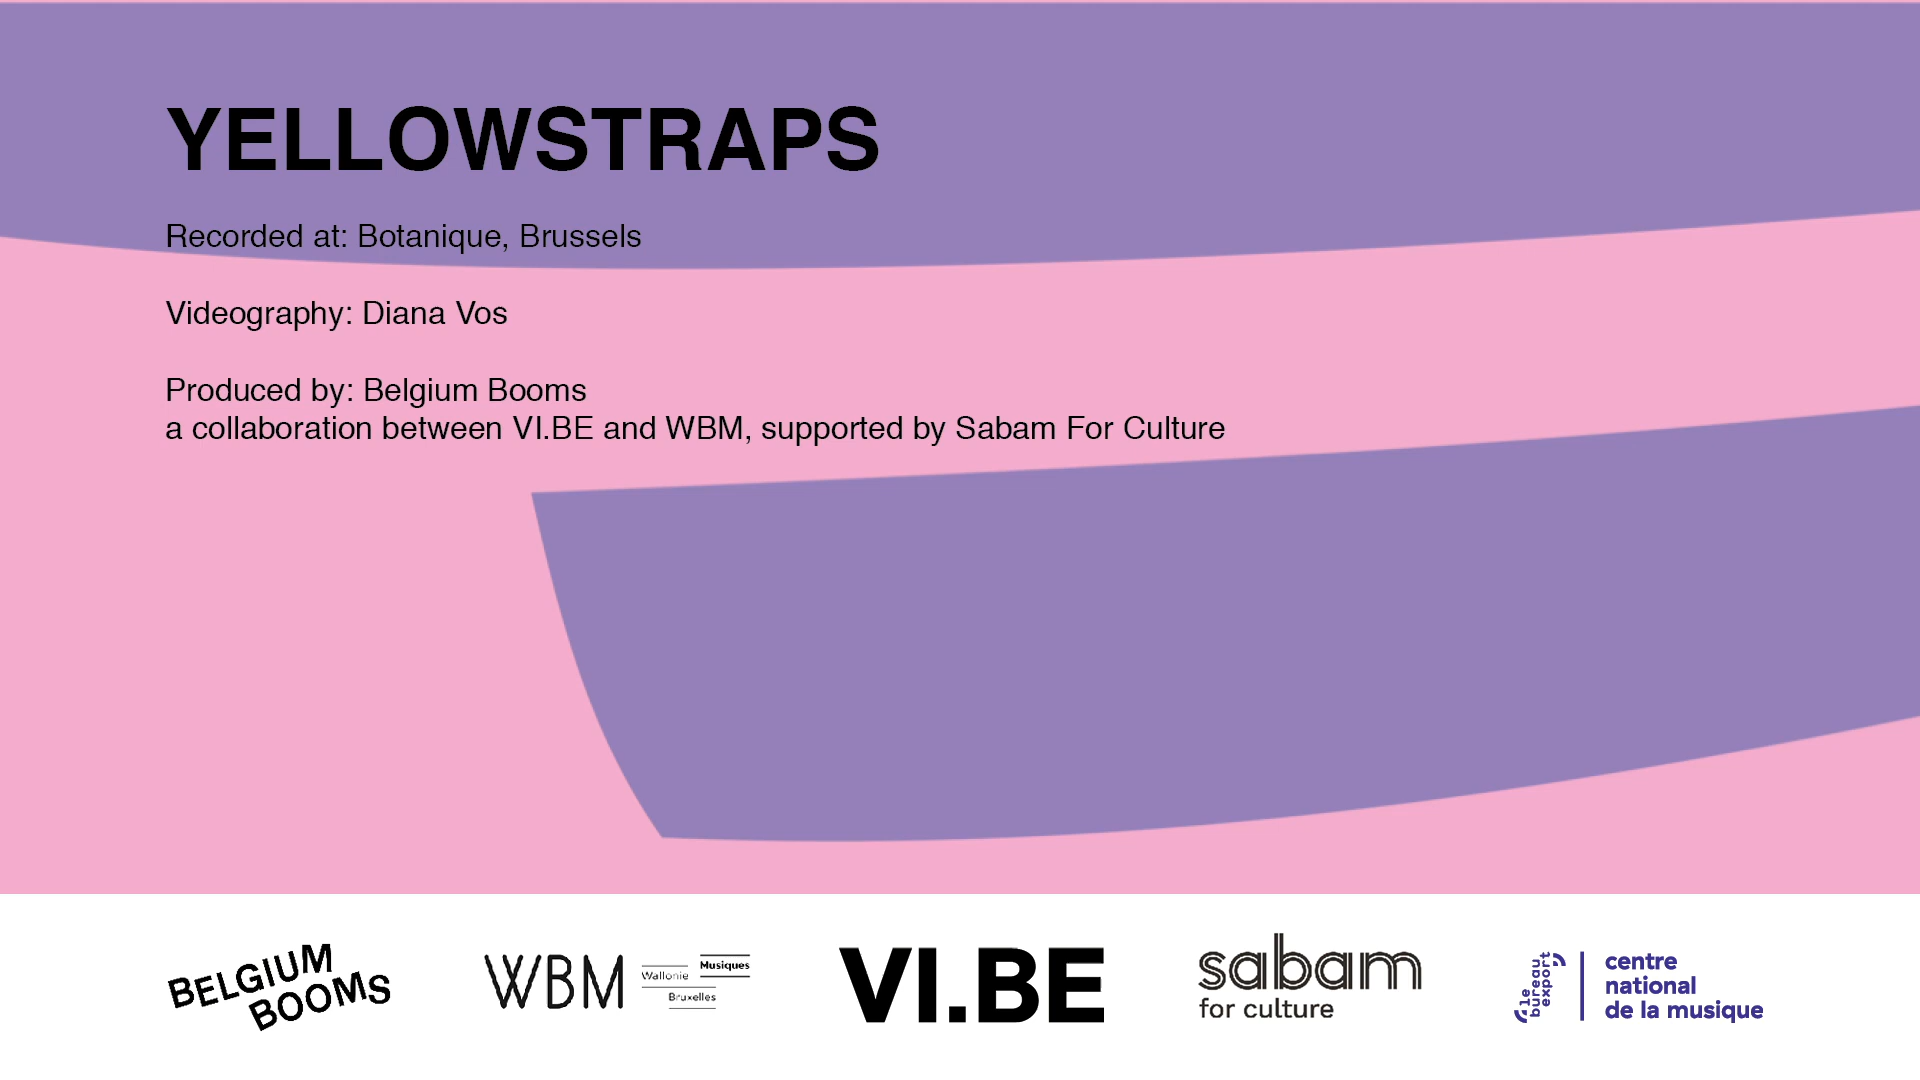 YELLOWSTRAPS
Recorded at: Botanique, Brussels
Videography: Diana Vos
Produced by: Belgium Booms
a collaboration between VI.BE and WBM, supported by Sabam For Culture
BELGIUM
BOOMS
WBM
Wallonie
Musiques
Bruxelles
VI.BE
sabam
for culture
le
bureau
export
centre
national
de la musique